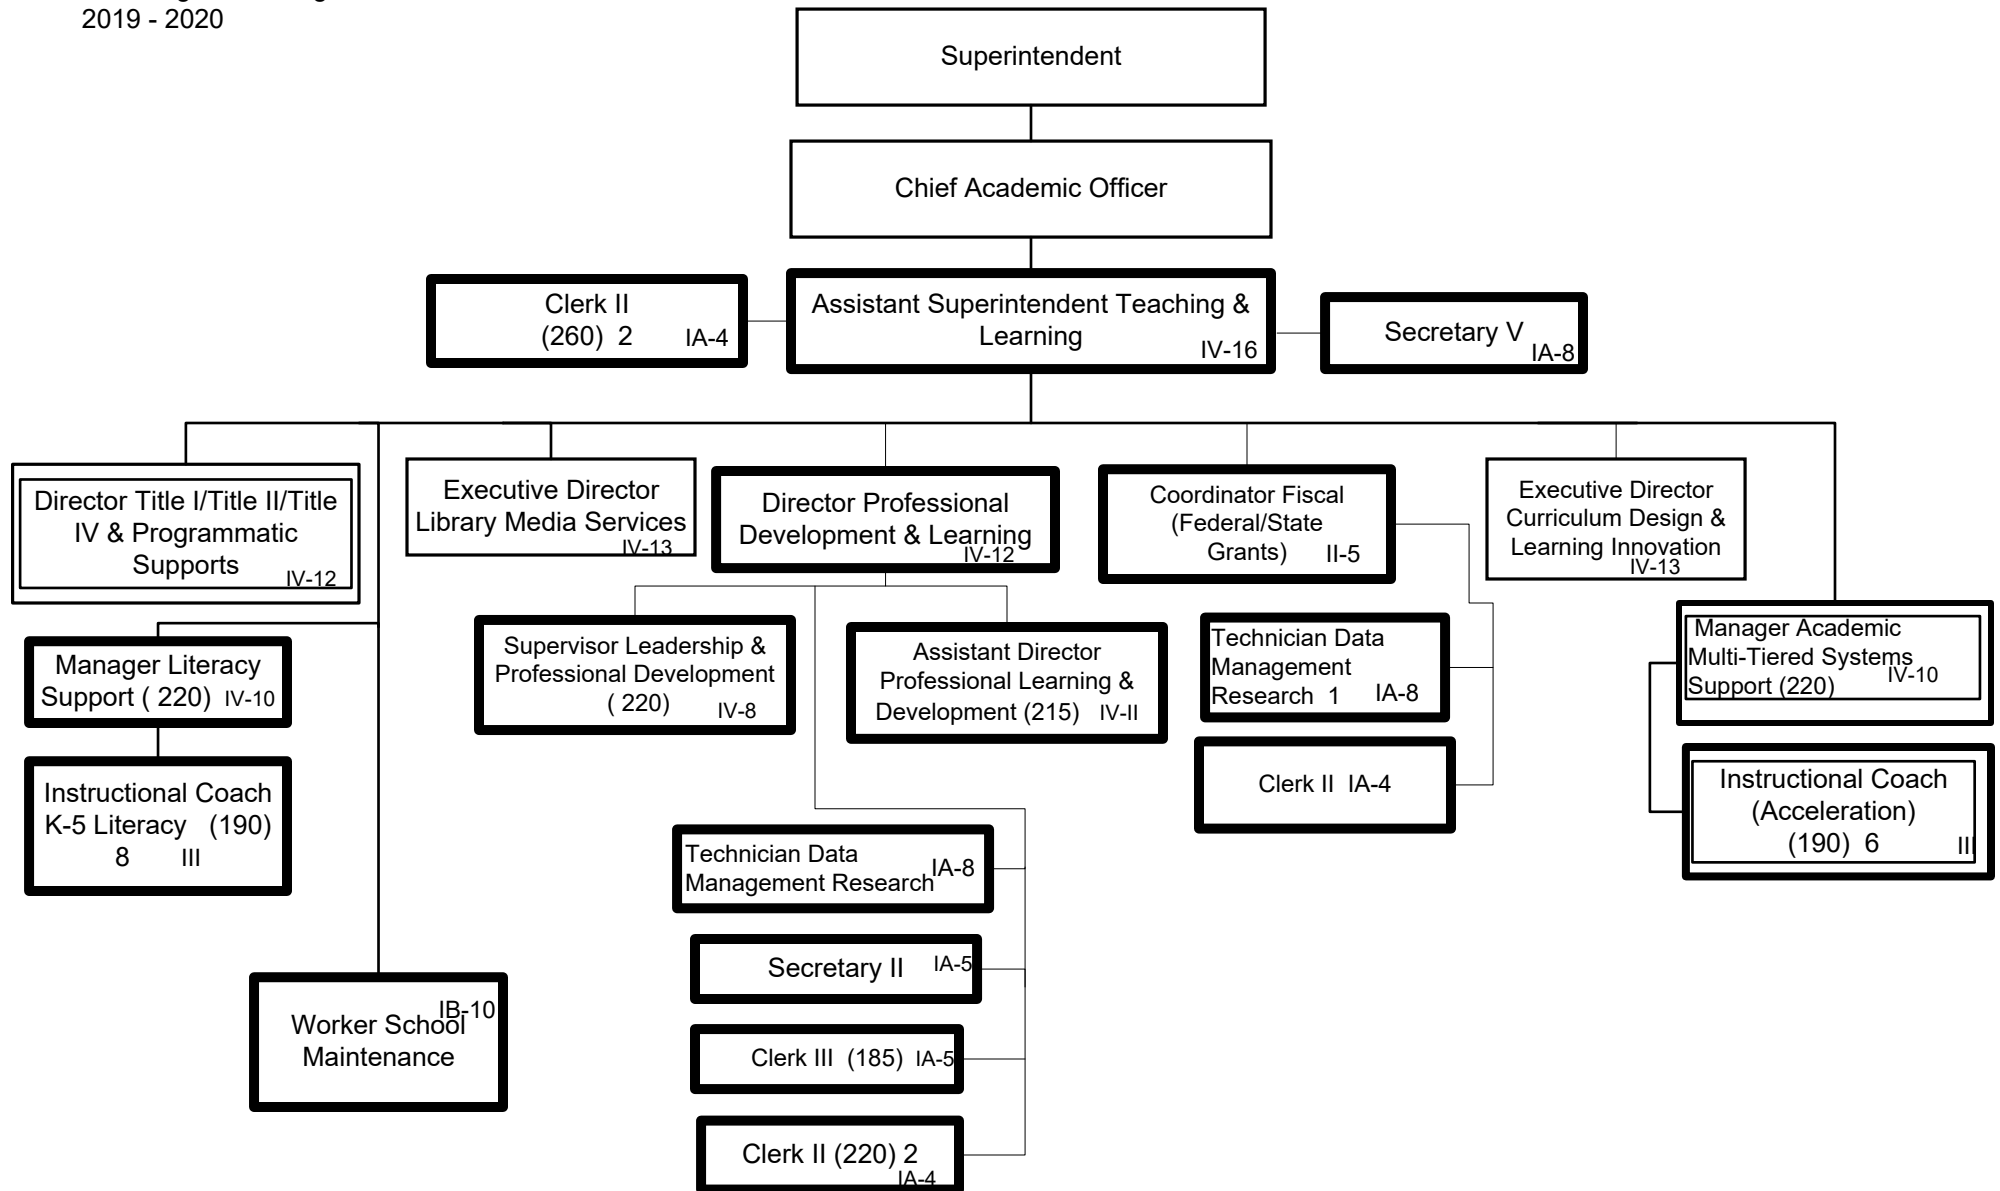 2019 - 2020
Superintendent
Chief Academic Officer
Clerk II
(260) 2 IA-4
Assistant Superintendent Teaching &
Learning
IV-16
Secretary V
IA-8
Director Title I/Title II/Title
IV & Programmatic
Supports
IV-12
Executive Director
Library Media Services
IV-13
Director Professional
Development & Learning
IV-12
Coordinator Fiscal
(Federal/State
Grants) II-5
Executive Director
Curriculum Design &
Learning Innovation
IV-13
Manager Literacy
Support ( 220) IV-10
Supervisor Leadership &
Professional Development
( 220) IV-8
Assistant Director
Professional Learning &
Development (215) IV-II
Technician Data
Management
Research 1 IA-8
Manager Academic
Multi-Tiered Systems
Support (220) IV-10
Instructional Coach
K-5 Literacy (190)
8 III
Clerk II IA-4
Instructional Coach
(Acceleration)
(190) 6 III
Technician Data
Management Research IA-8
Secretary II IA-5
Worker School
Maintenance
IB-10
Clerk III (185) IA-5
Clerk II (220) 2
IA-4